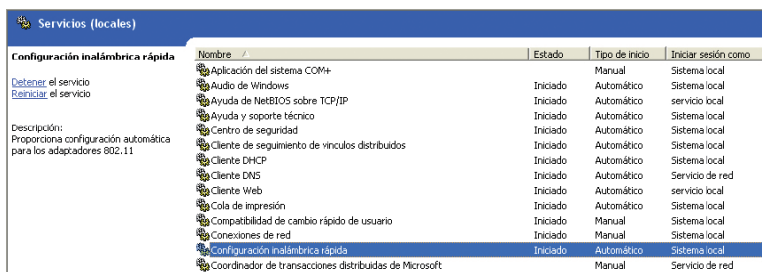 Servicios (locales)
Configuración inalámbrica rápida
Detener el servicio
Reiniciar el servicio
Descripción:
Proporciona configuración automática
para los adaptadores 802.11
Nombre Estado Tipo de inicio Iniciar sesión como
Aplicación del sistema COM+ Manual Sistema local
Audio de Windows Iniciado Automático Sistema local
Ayuda de NetBIOS sobre TCP/IP Iniciado Automático servicio local
Ayuda y soporte técnico Iniciado Automático Sistema local
Centro de seguridad Iniciado Automático Sistema local
Cliente de seguimiento de vinculos distribuidos Iniciado Automático Sistema local
Cliente DHCP Iniciado Automático Sistema local
Cliente DNS Iniciado Automático Servicio de red
Cliente Web Iniciado Automático servicio local
Cola de impresión Iniciado Automático Sistema local
Compatibilidad de cambio rápido de usuario Iniciado Manual Sistema local
Conexiones de red Iniciado Manual Sistema local
Configuración inalámbrica rápida Iniciado Automático Sistema local
Coordinador de transacciones distribuidas de Microsoft Manual Servicio de red